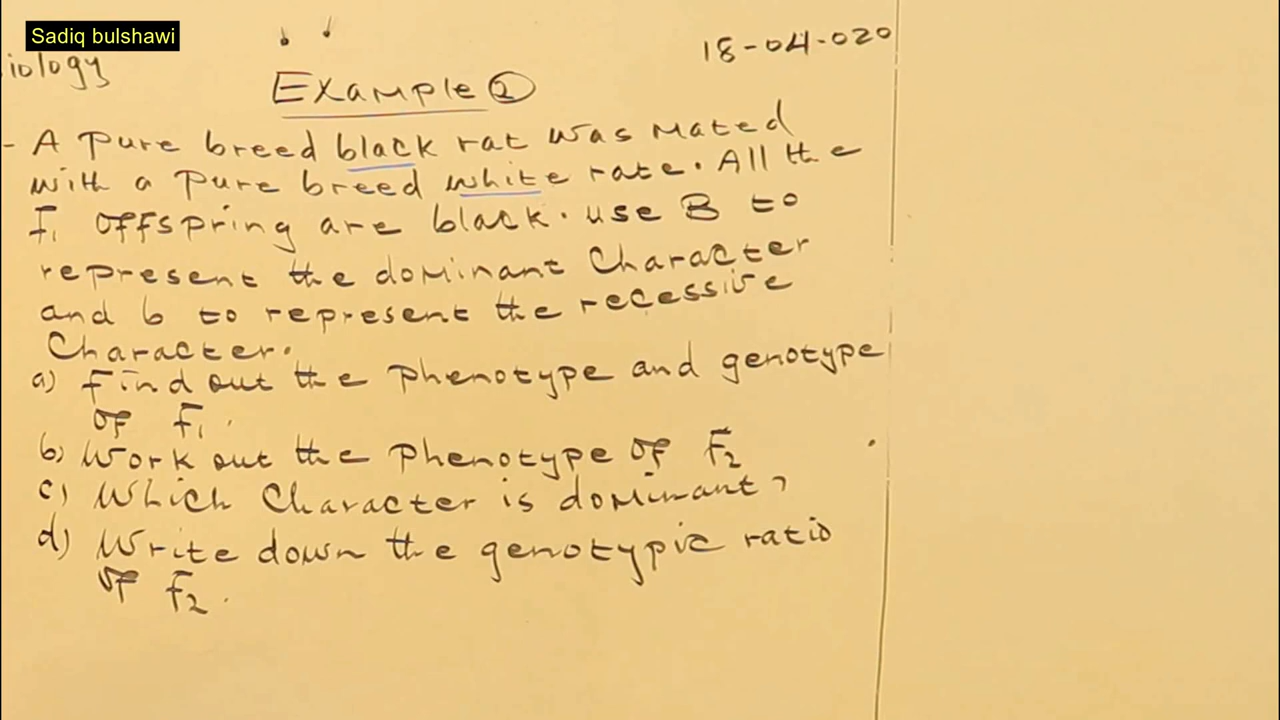 Sadiq bulshawi
iology
18-04-020
Example 2
- A pure breed black rat was mated
with a pure breed white rate. All the
F1 offspring are black. use B to
represent the dominant character
and b to represent the recessive
Character.
a) Find out the phenotype and genotype
of F1.
b) Work out the phenotype of F2
c) Which Character is dominant?
d) Write down the genotypic ratio
of F2.